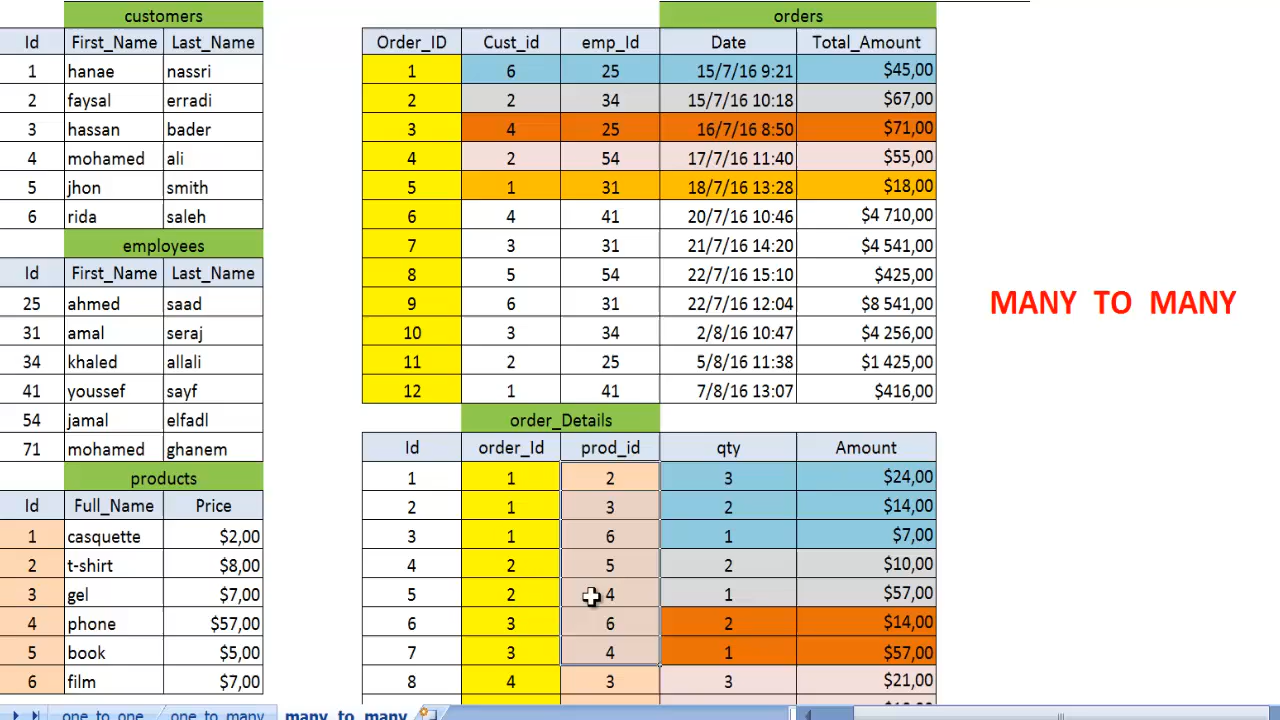 customers
Id First_Name Last_Name
1 hanae nassri
2 faysal erradi
3 hassan bader
4 mohamed ali
5 jhon smith
6 rida saleh
employees
Id First_Name Last_Name
25 ahmed saad
31 amal seraj
34 khaled allali
41 youssef sayf
54 jamal elfadl
71 mohamed ghanem
products
Id Full_Name Price
1 casquette $2,00
2 t-shirt $8,00
3 gel $7,00
4 phone $57,00
5 book $5,00
6 film $7,00
orders
Order_ID Cust_id emp_Id Date Total_Amount
1 6 25 15/7/16 9:21 $45,00
2 2 34 15/7/16 10:18 $67,00
3 4 25 16/7/16 8:50 $71,00
4 2 54 17/7/16 11:40 $55,00
5 1 31 18/7/16 13:28 $18,00
6 4 41 20/7/16 10:46 $4 710,00
7 3 31 21/7/16 14:20 $4 541,00
8 5 54 22/7/16 15:10 $425,00
9 6 31 22/7/16 12:04 $8 541,00
10 3 34 2/8/16 10:47 $4 256,00
11 2 25 5/8/16 11:38 $1 425,00
12 1 41 7/8/16 13:07 $416,00
order_Details
Id order_Id prod_id qty Amount
1 1 2 3 $24,00
2 1 3 2 $14,00
3 1 6 1 $7,00
4 2 5 2 $10,00
5 2 4 1 $57,00
6 3 6 2 $14,00
7 3 4 1 $57,00
8 4 3 3 $21,00
MANY TO MANY
one_to_one one_to_many many_to_many